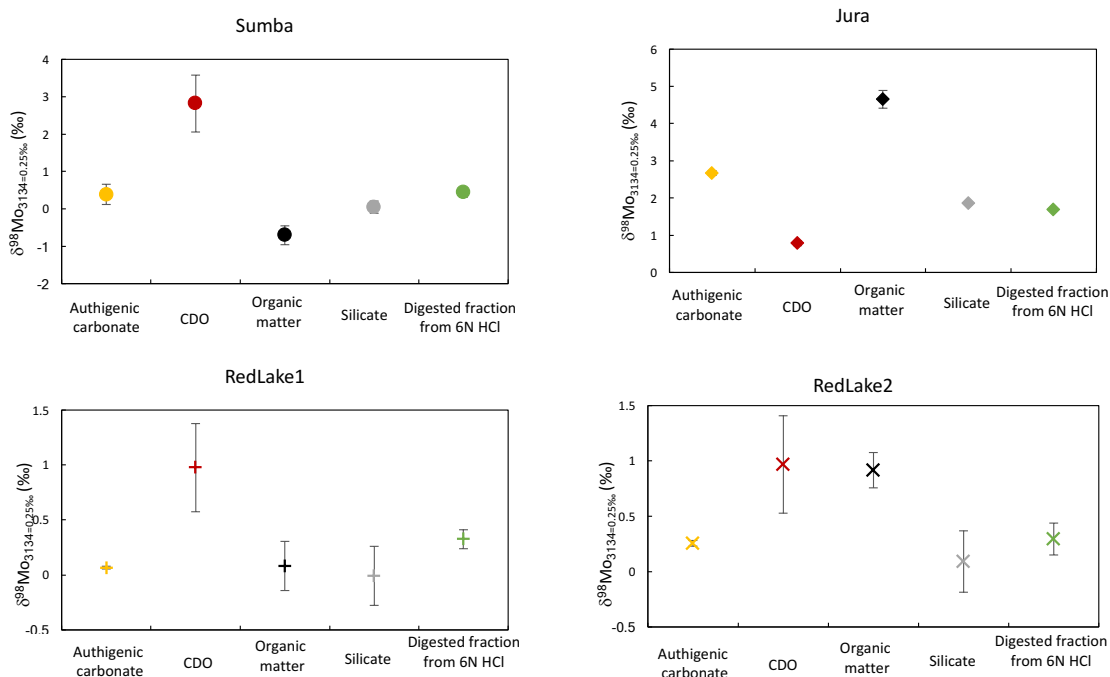 Sumba
δ98Mo3134=0.25‰ (‰)
4
3
2
1
0
-1
-2
Authigenic
carbonate
CDO
Organic
matter
Silicate
Digested fraction
from 6N HCl
Jura
δ98Mo3134=0.25‰ (‰)
6
5
4
3
2
1
0
Authigenic
carbonate
CDO
Organic
matter
Silicate
Digested fraction
from 6N HCl
RedLake1
δ98Mo3134=0.25‰ (‰)
1.5
1
0.5
0
-0.5
Authigenic
carbonate
CDO
Organic
matter
Silicate
Digested fraction
from 6N HCl
RedLake2
δ98Mo3134=0.25‰ (‰)
1.5
1
0.5
0
-0.5
Authigenic
carbonate
CDO
Organic
matter
Silicate
Digested fraction
from 6N HCl